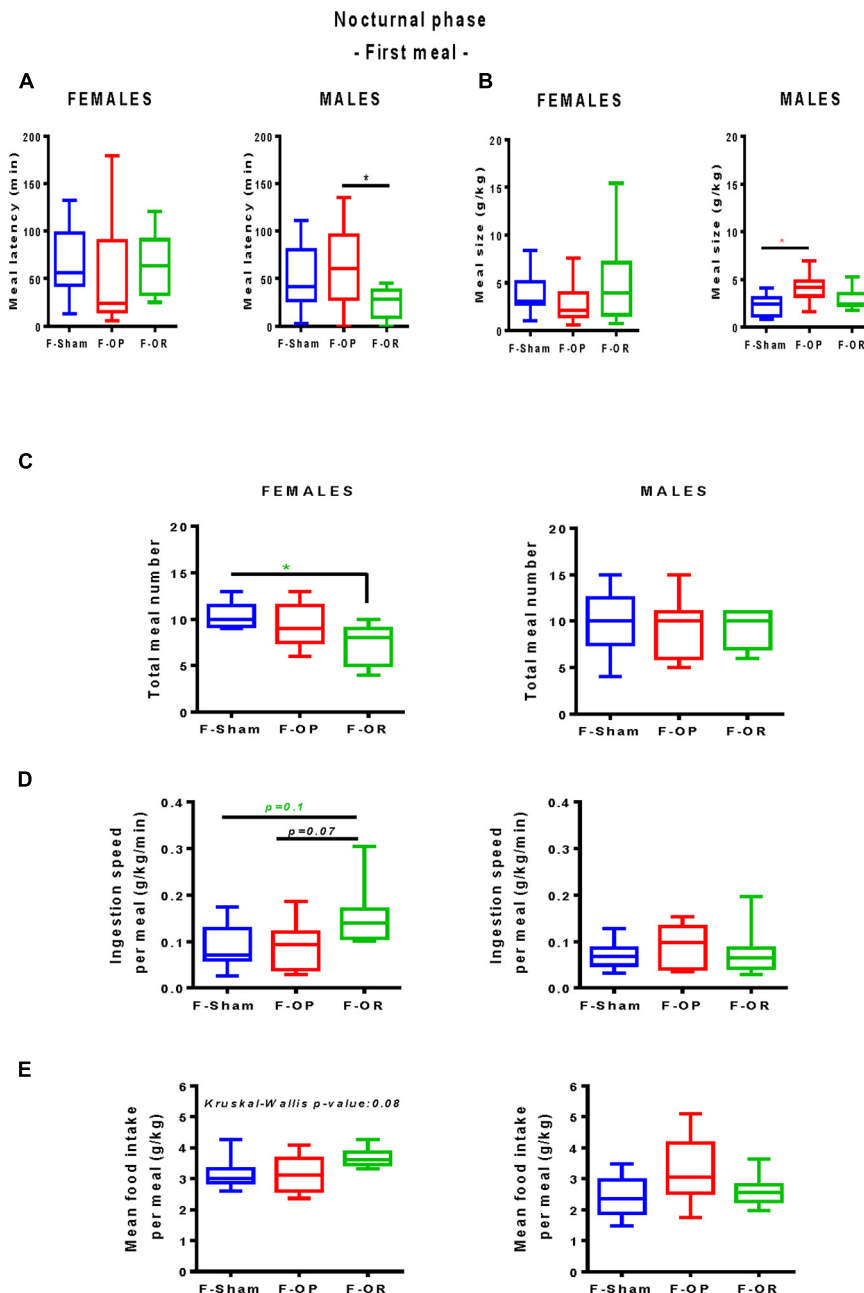 Nocturnal phase
- First meal -
A
B
FEMALES
MALES
FEMALES
MALES
Meal latency (min)
200
150
100
50
0
F-Sham F-OP F-OR
Meal latency (min)
200
150
100
50
0
*
F-Sham F-OP F-OR
Meal size (g/kg)
20
15
10
5
0
F-Sham F-OP F-OR
Meal size (g/kg)
20
15
10
5
0
*
F-Sham F-OP F-OR
C
FEMALES
MALES
Total meal number
20
15
10
5
0
*
F-Sham F-OP F-OR
Total meal number
20
15
10
5
0
F-Sham F-OP F-OR
D
Ingestion speed
per meal (g/kg/min)
0.4
0.3
0.2
0.1
0.0
p=0.1
p=0.07
F-Sham F-OP F-OR
Ingestion speed
per meal (g/kg/min)
0.4
0.3
0.2
0.1
0.0
F-Sham F-OP F-OR
E
Mean food intake
per meal (g/kg)
6
5
4
3
2
1
0
Kruskal-Wallis p-value:0.08
F-Sham F-OP F-OR
Mean food intake
per meal (g/kg)
6
5
4
3
2
1
0
F-Sham F-OP F-OR